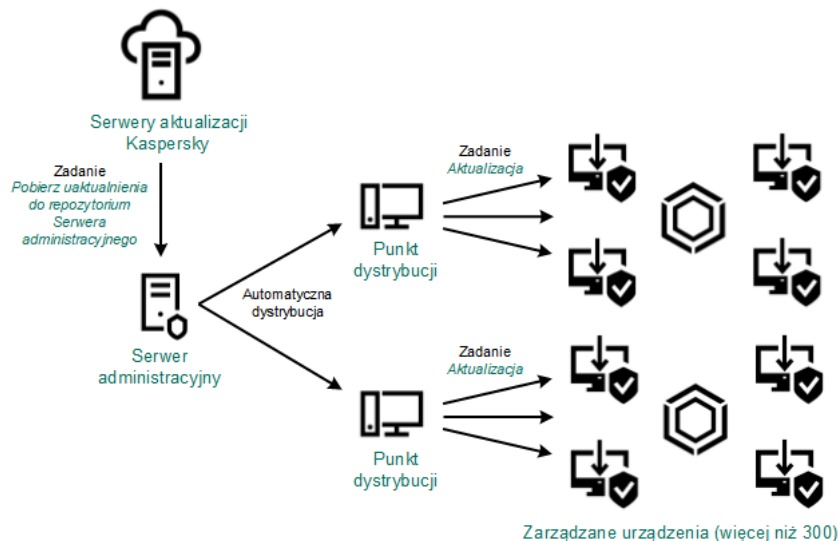 Serwery aktualizacji
Kaspersky
Zadanie
Pobierz uaktualnienia
do repozytorium
Serwera
administracyjnego
Serwer
administracyjny
Automatyczna
dystrybucja
Punkt
dystrybucji
Zadanie
Aktualizacja
Punkt
dystrybucji
Zadanie
Aktualizacja
Zarządzane urządzenia (więcej niż 300)